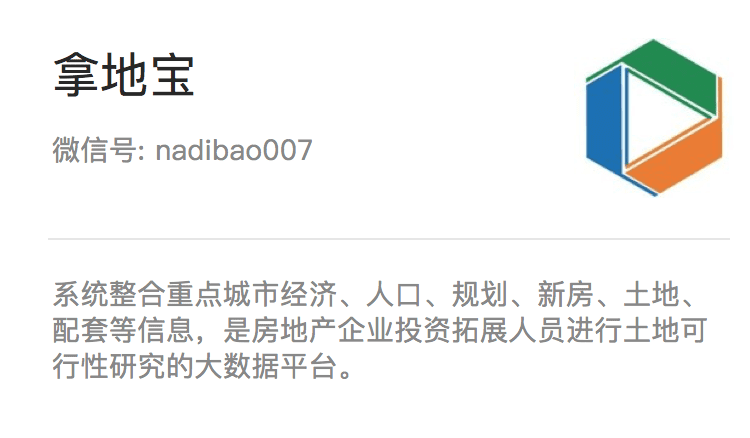 拿地宝
微信号: nadibao007
系统整合重点城市经济、人口、规划、新房、土地、
配套等信息，是房地产企业投资拓展人员进行土地可
行性研究的大数据平台。